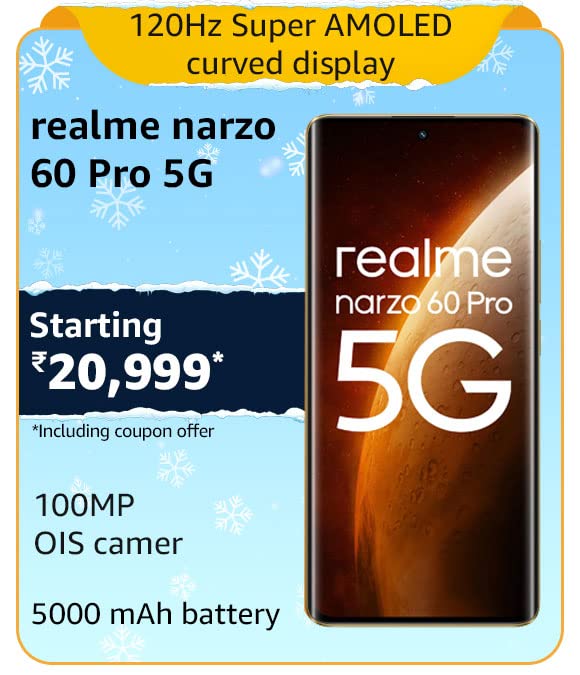 120Hz Super AMOLED
curved display
realme narzo
60 Pro 5G
Starting
₹20,999*
*Including coupon offer
100MP
OIS camer
5000 mAh battery
realme
narzo 60 Pro
5G